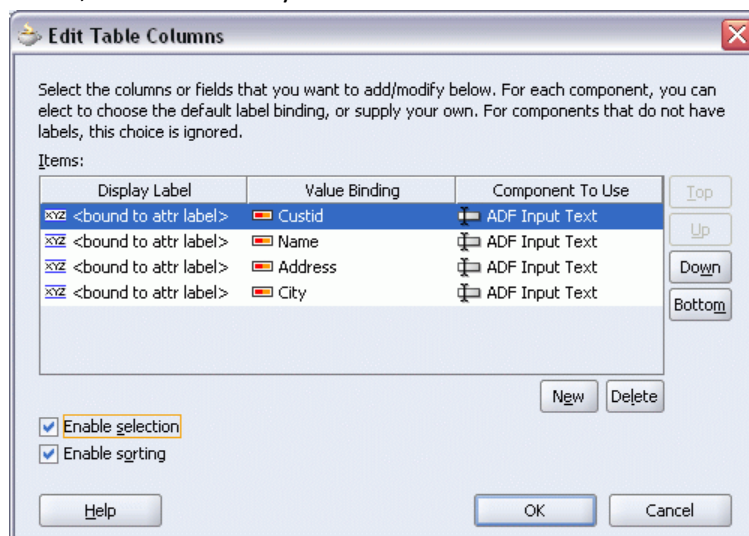 Edit Table Columns
Select the columns or fields that you want to add/modify below. For each component, you can
elect to choose the default label binding, or supply your own. For components that do not have
labels, this choice is ignored.
Items:
Display Label Value Binding Component To Use
XYZ <bound to attr label> Custid ADF Input Text
XYZ <bound to attr label> Name ADF Input Text
XYZ <bound to attr label> Address ADF Input Text
XYZ <bound to attr label> City ADF Input Text
Top
Up
Down
Bottom
New Delete
Enable selection
Enable sorting
Help OK Cancel